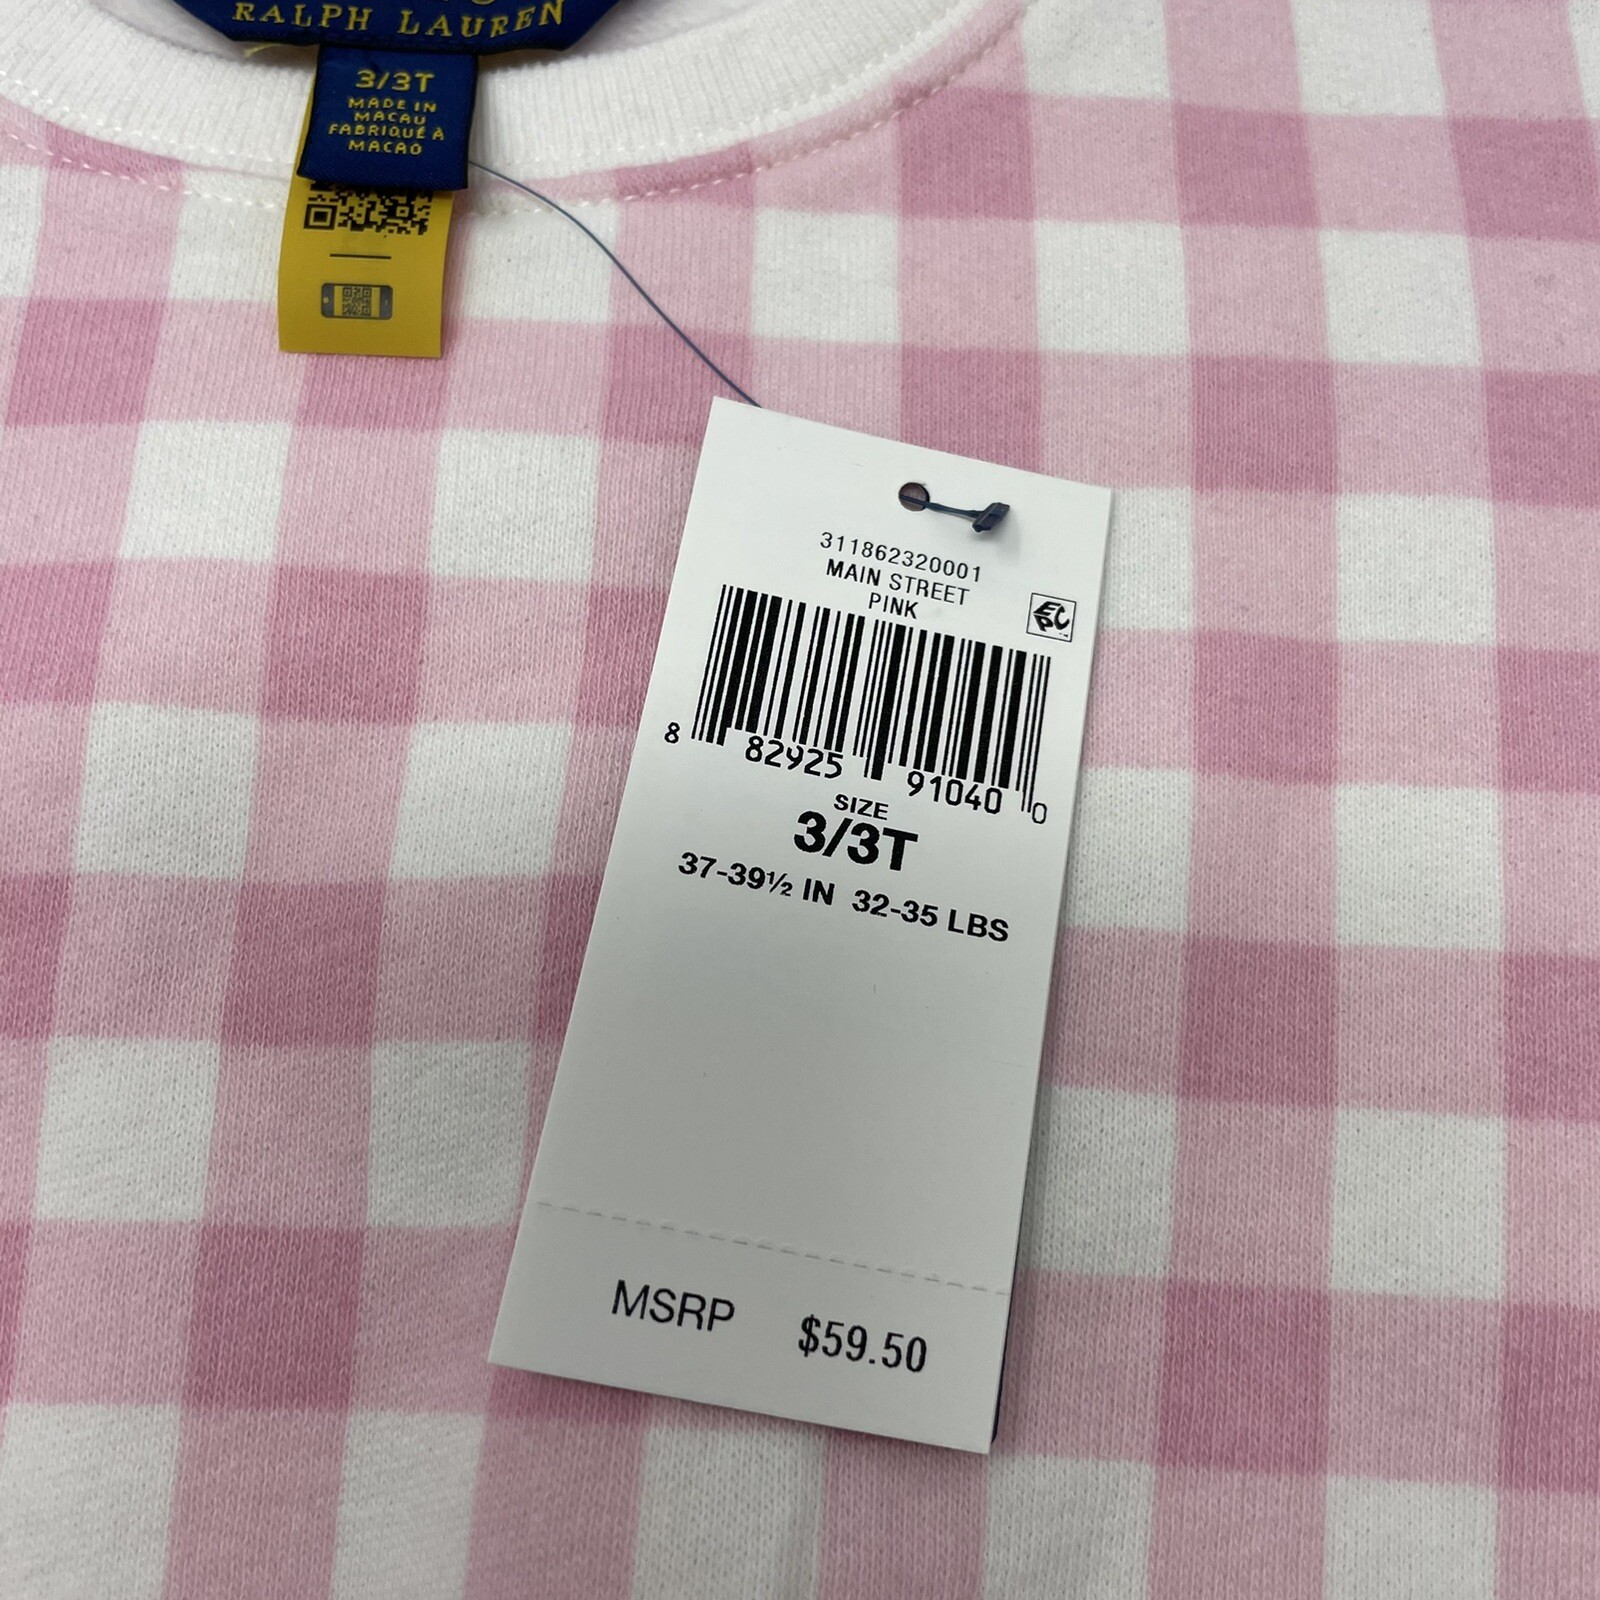 RALPH LAUREN
3/3T
MADE IN
MACAU
FABRIQUÉ À
MACAO
311862320001
MAIN STREET
PINK
EPC
8 82925 91040 0
SIZE
3/3T
37-39½ IN 32-35 LBS
MSRP $59.50